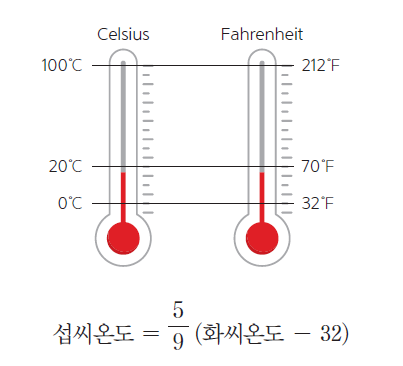 Celsius Fahrenheit
100℃ 212°F
20℃ 70°F
0℃ 32°F
섭씨온도 = 5/9 (화씨온도 − 32)